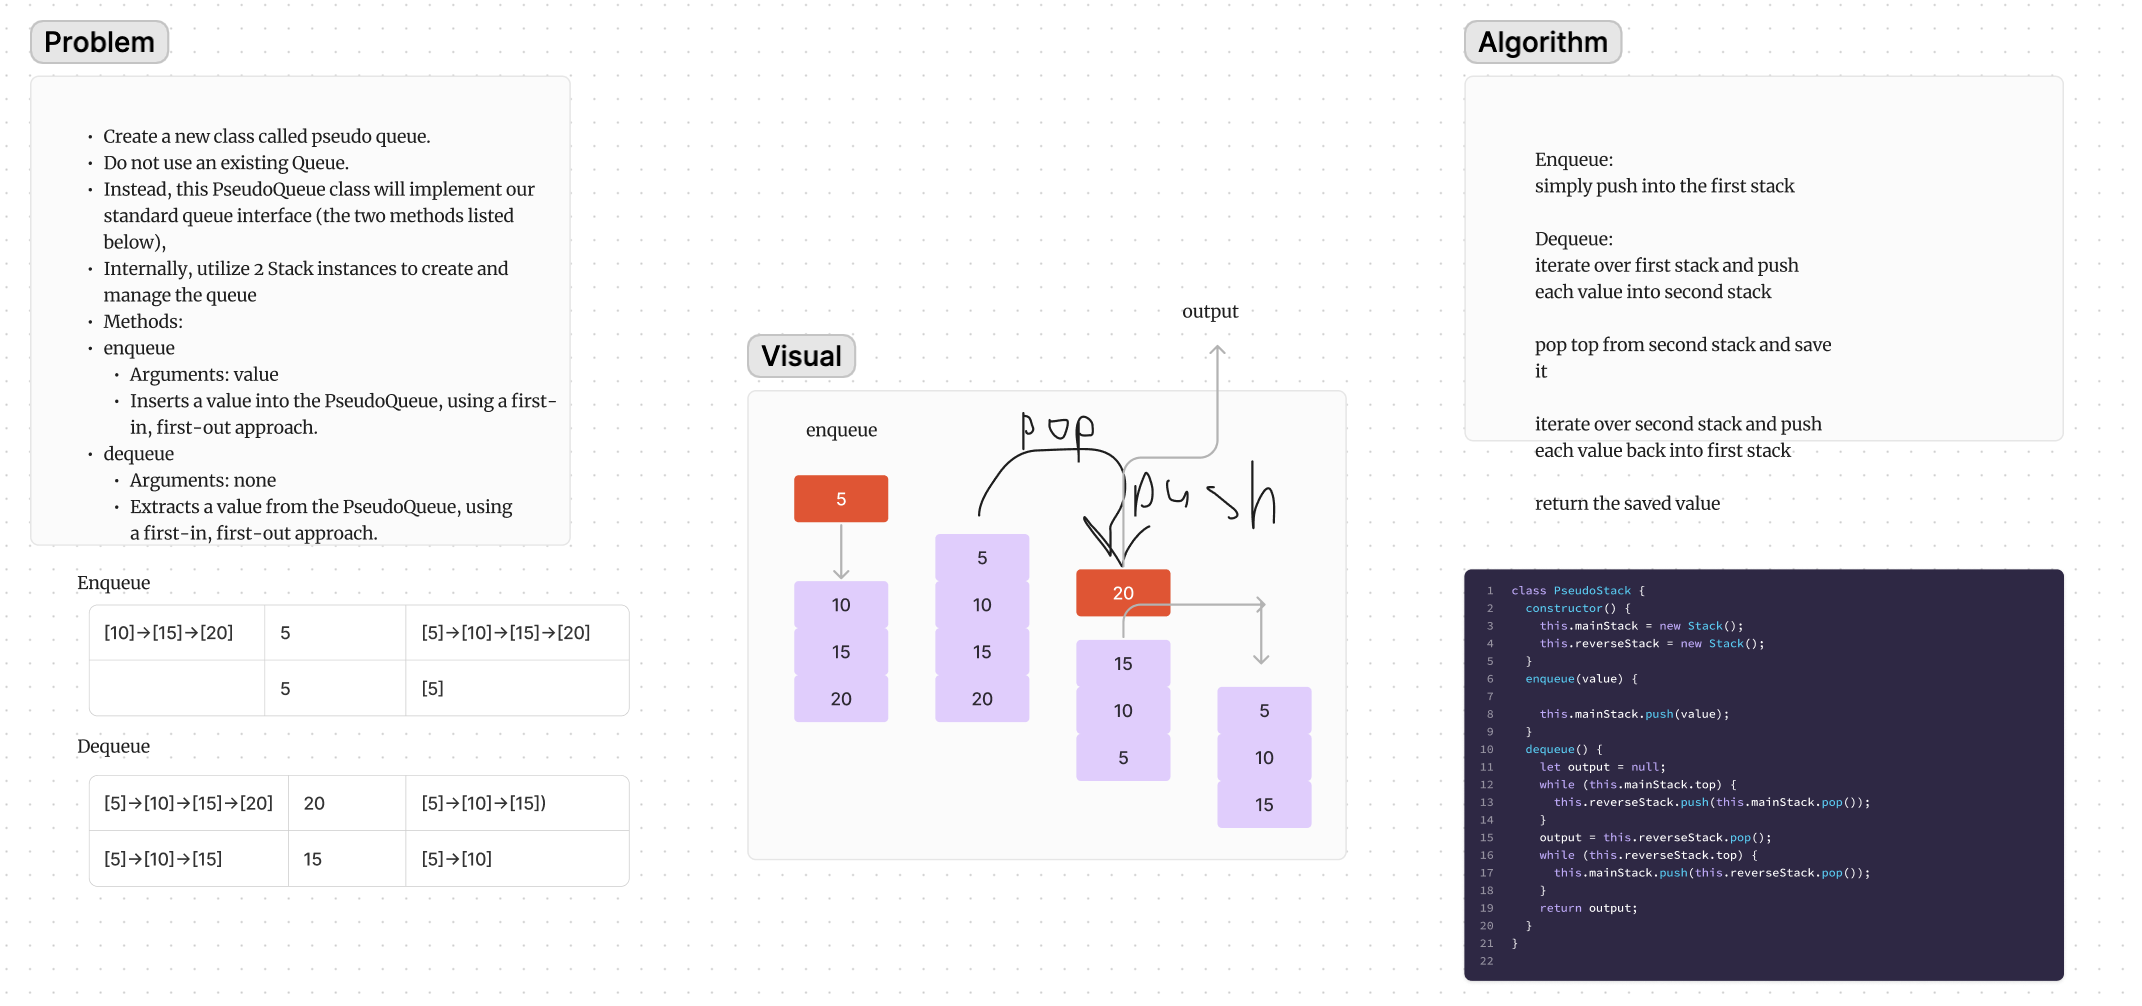 Problem
• Create a new class called pseudo queue.
• Do not use an existing Queue.
• Instead, this PseudoQueue class will implement our
standard queue interface (the two methods listed
below),
• Internally, utilize 2 Stack instances to create and
manage the queue
• Methods:
• enqueue
• Arguments: value
• Inserts a value into the PseudoQueue, using a first-
in, first-out approach.
• dequeue
• Arguments: none
• Extracts a value from the PseudoQueue, using
a first-in, first-out approach.
Enqueue
[10]→[15]→[20] 5 [5]→[10]→[15]→[20]
5 [5]
Dequeue
[5]→[10]→[15]→[20] 20 [5]→[10]→[15])
[5]→[10]→[15] 15 [5]→[10]
output
Visual
enqueue
pop
push
5
10
15
20
5
10
15
20
20
15
10
5
5
10
15
Algorithm
Enqueue:
simply push into the first stack
Dequeue:
iterate over first stack and push
each value into second stack
pop top from second stack and save
it
iterate over second stack and push
each value back into first stack
return the saved value
1 class PseudoStack {
2 constructor() {
3 this.mainStack = new Stack();
4 this.reverseStack = new Stack();
5 }
6 enqueue(value) {
7
8 this.mainStack.push(value);
9 }
10 dequeue() {
11 let output = null;
12 while (this.mainStack.top) {
13 this.reverseStack.push(this.mainStack.pop());
14 }
15 output = this.reverseStack.pop();
16 while (this.reverseStack.top) {
17 this.mainStack.push(this.reverseStack.pop());
18 }
19 return output;
20 }
21 }
22